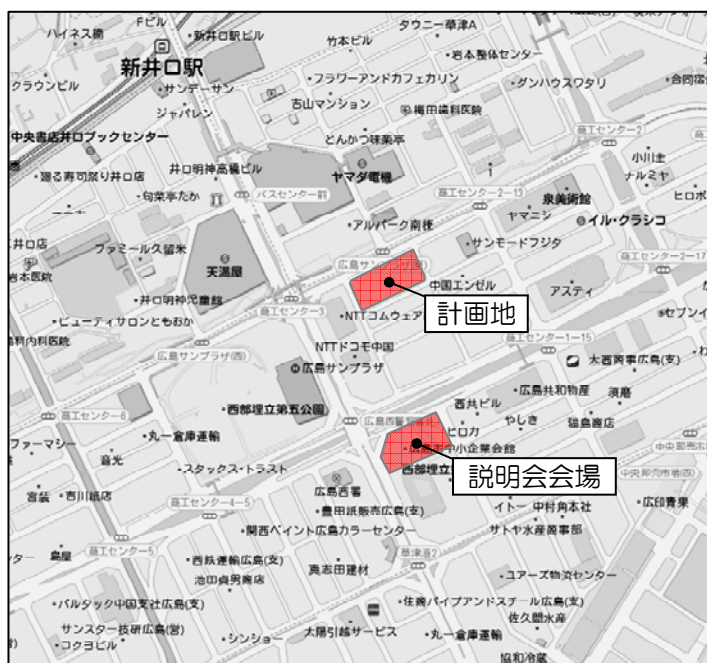 Fビル
タウニー草津A
ハイネス槇
新井口駅ビル
竹本ビル
岩本整体センター
新井口駅
フラワーアンドカフェカリン
クラウンビル
サンデーサン
ダンハウスワタリ
合同宿舎
吉山マンション
ジャパレン
梅田歯科医院
中央書店井口ブックセンター
とんかつ味楽亭
商工センター2
小川圭
井口明神高橋ビル
ヤマダ電機
ナルミヤ
廻る寿司祭り井口店
バスセンター前
商工センター2-13
泉美術館
ヒロボ
旬菜亭たか
ヤマニシ
イル・クラシコ
アルパーク南棟
井口店
ファミール久留米
サンモードフジタ
天満屋
岩本医院
商工センター2-17
中国エンゼル
井口明神児童館
アスティ
計画地
商工センター3
NTTコムウェア
セブンイ
ビューティサロンともおか
商工センター1-15
科内科医院
NTTドコモ中国
広島サンプラザ(西)
大西商事広島(支)
広島サンプラザ
広島共和物産
須磨
西部埋立第五公園
西共ビル
商工センター6
やしき
猫島商店
ヒロカ
ファーマシー
丸一倉庫運輸
音光
スタックス・トラスト
説明会会場
中央卸売市場(西)
宮装
吉川紙店
商工センター4-5
広島西署
イトー
中村角本社
広印青果
豊田紙販売広島(支)
サトヤ水産商事部
関西ペイント広島カラーセンター
島屋
商工センター5
草津港2
西鉄運輸広島(支)
真志田建材
ユアーズ物流センター
池田貞男商店
バルタック中国支社広島(支)
住商パイプアンドスチール広島(支)
佐久間水産
サンスター技研広島(営)
シンショー
太陽引越サービス
丸一倉庫運輸
コクヨビル
協和冷蔵